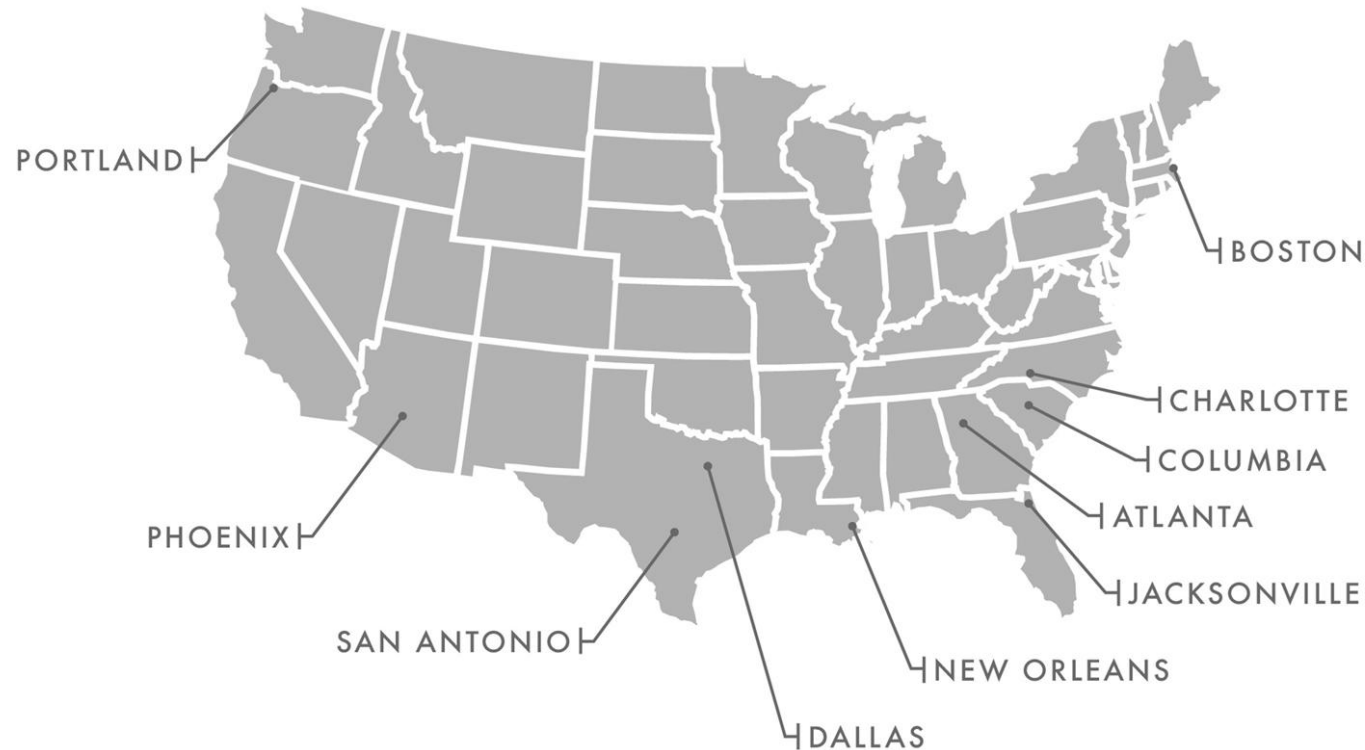 PORTLAND
BOSTON
CHARLOTTE
COLUMBIA
ATLANTA
PHOENIX
JACKSONVILLE
SAN ANTONIO
NEW ORLEANS
DALLAS